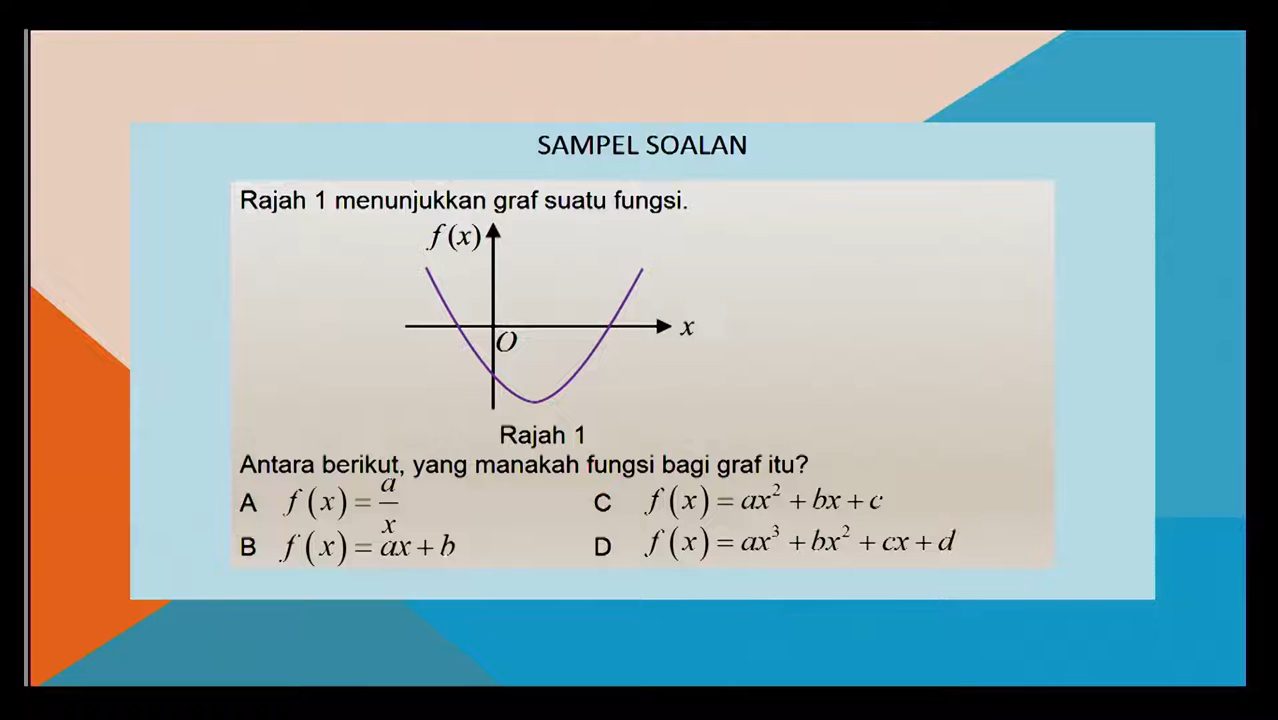 SAMPEL SOALAN
Rajah 1 menunjukkan graf suatu fungsi.
f(x)
x
O
Rajah 1
Antara berikut, yang manakah fungsi bagi graf itu?
A f(x) = a/x
B f(x) = ax + b
C f(x) = ax² + bx + c
D f(x) = ax³ + bx² + cx + d